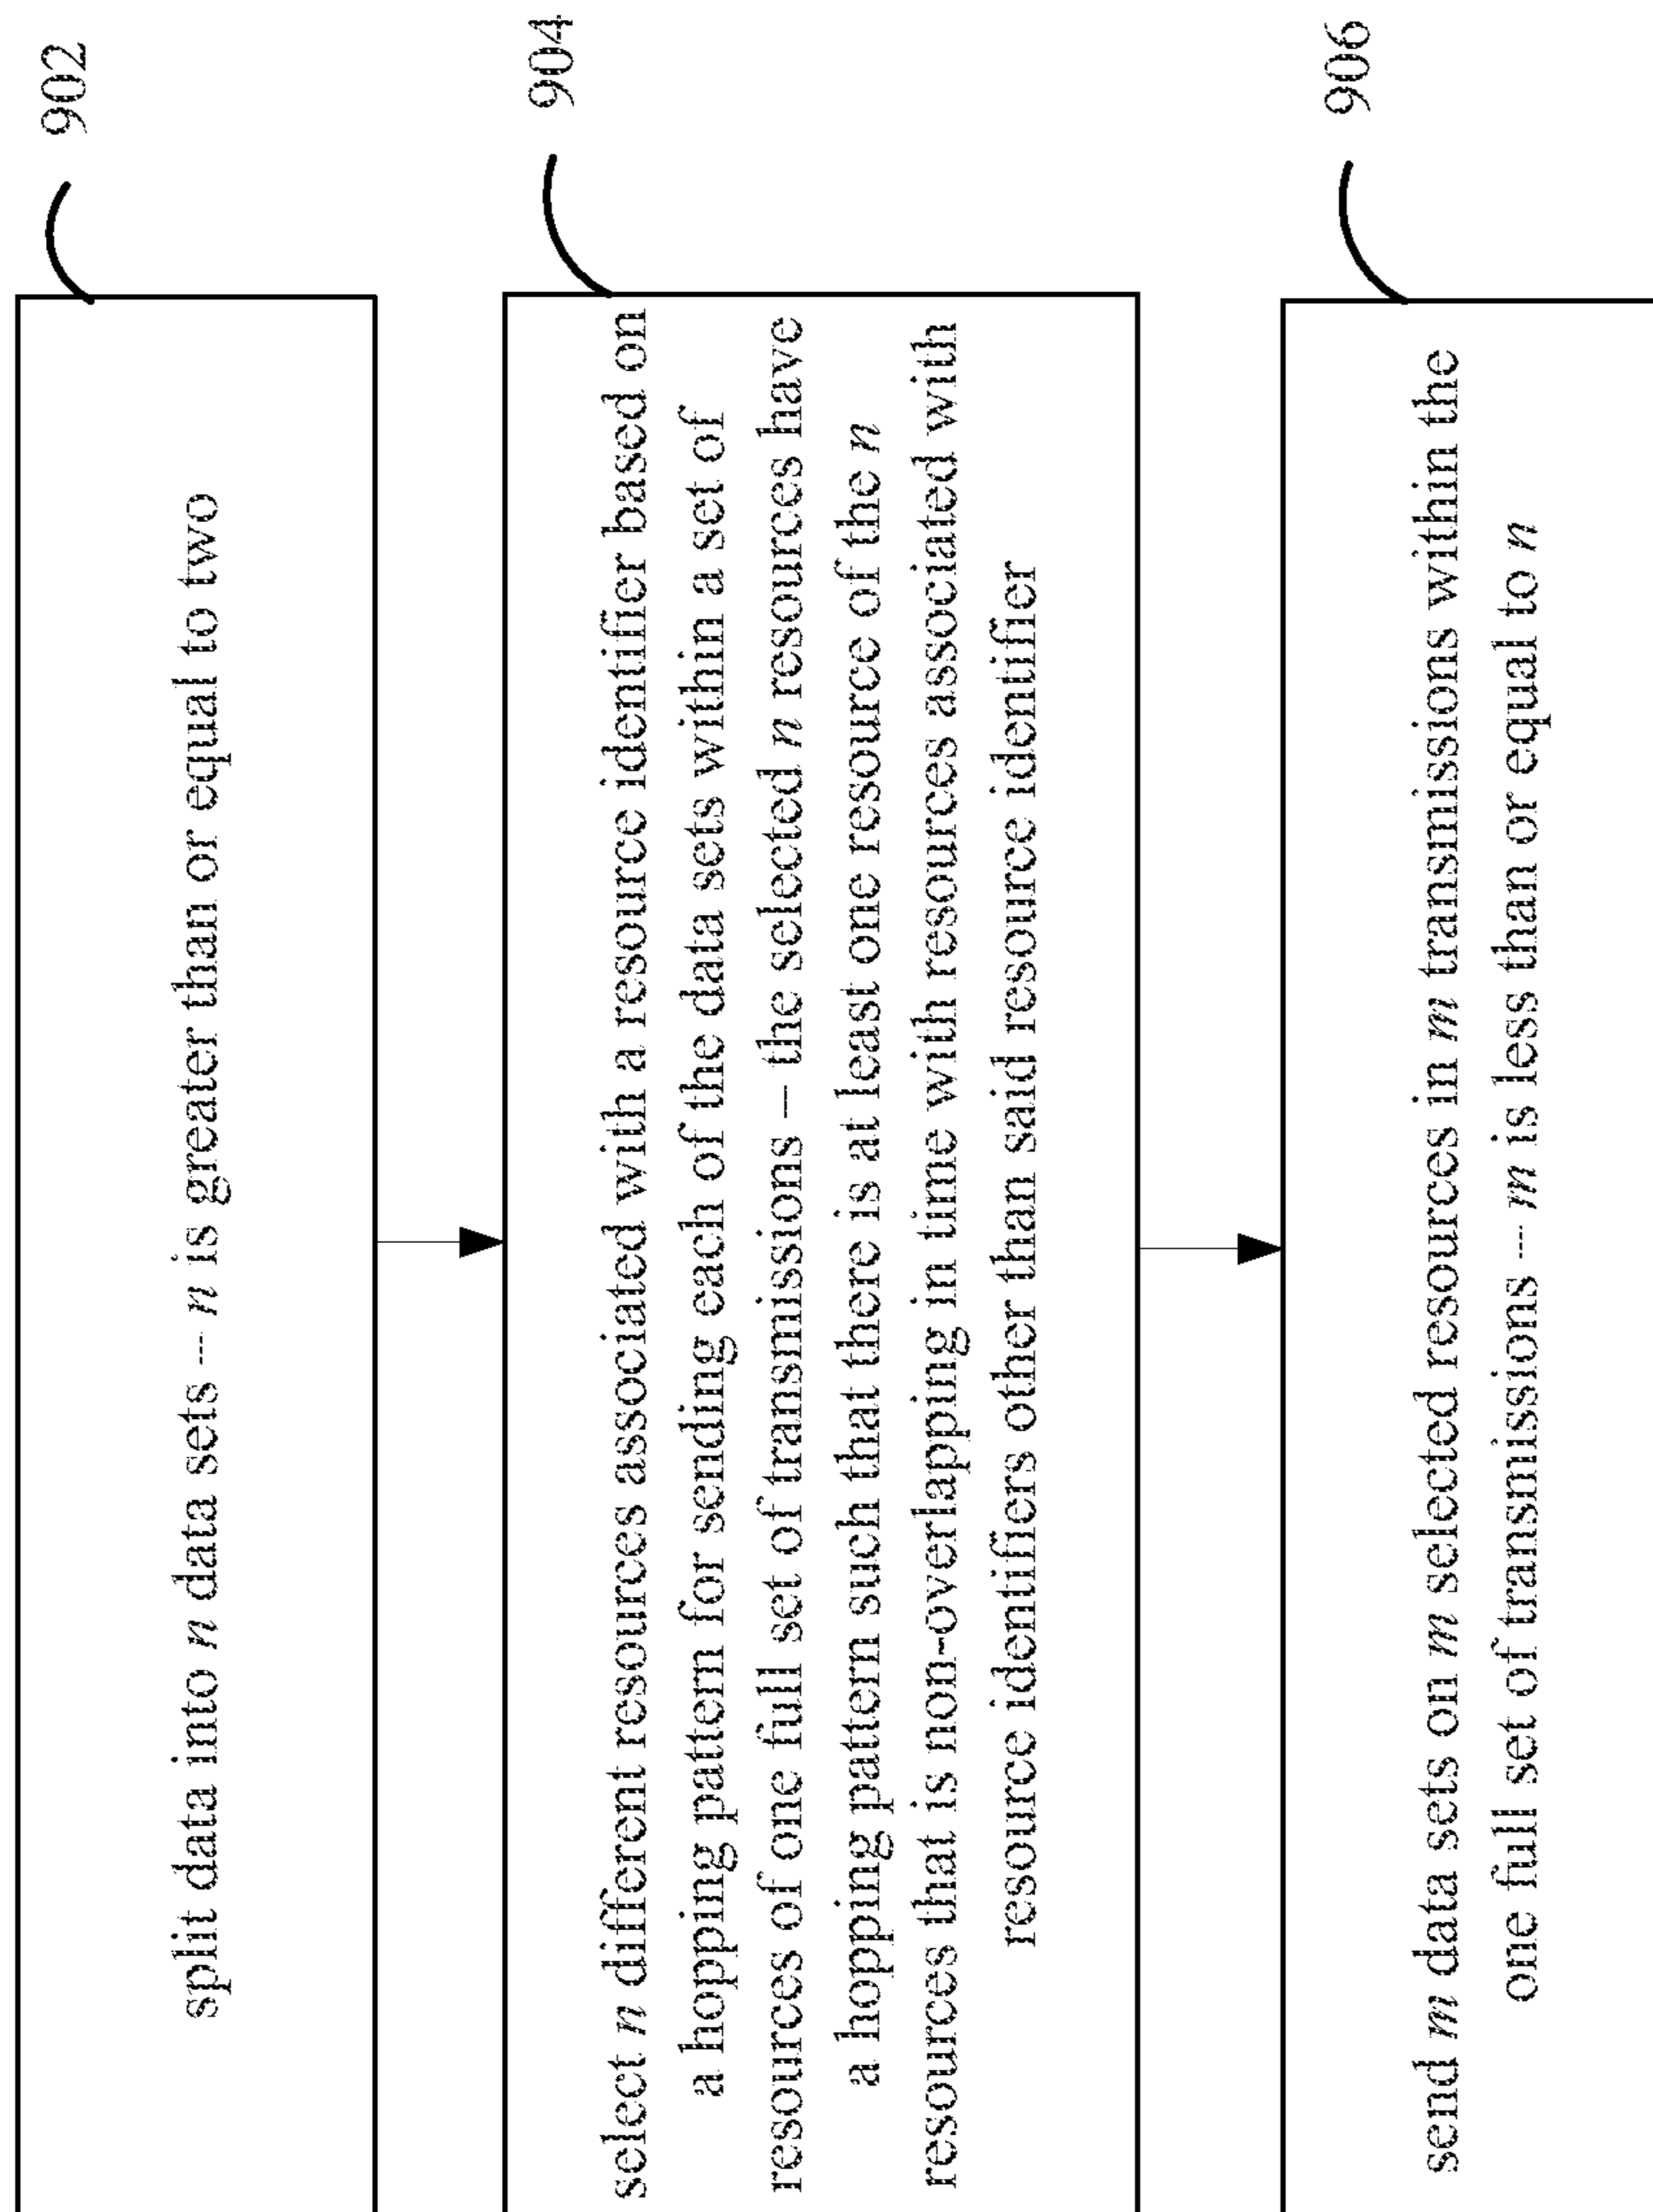 902
split data into n data sets -- n is greater than or equal to two
904
select n different resources associated with a resource identifier based on
a hopping pattern for sending each of the data sets within a set of
resources of one full set of transmissions – the selected n resources have
a hopping pattern such that there is at least one resource of the n
resources that is non-overlapping in time with resources associated with
resource identifiers other than said resource identifier
906
send m data sets on m selected resources in m transmissions within the
one full set of transmissions --- m is less than or equal to n